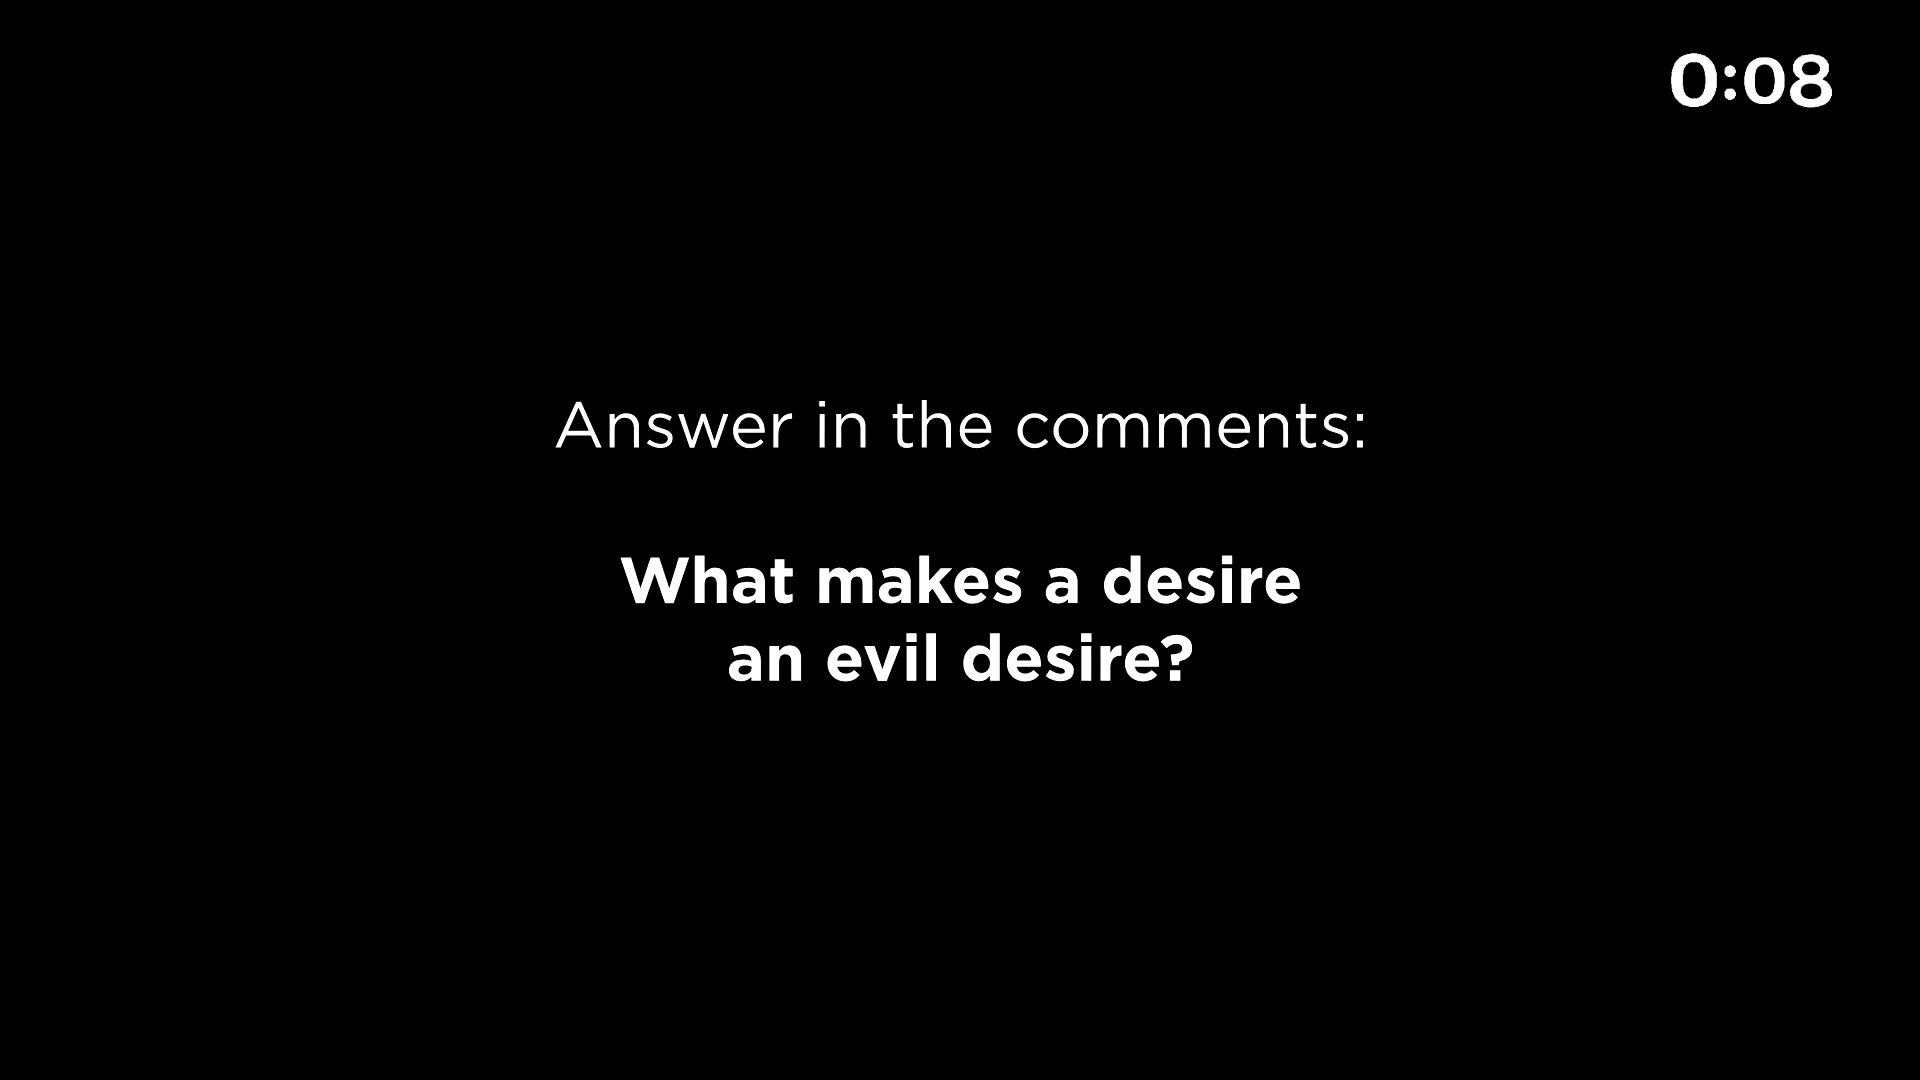 0:08
Answer in the comments:
What makes a desire
an evil desire?